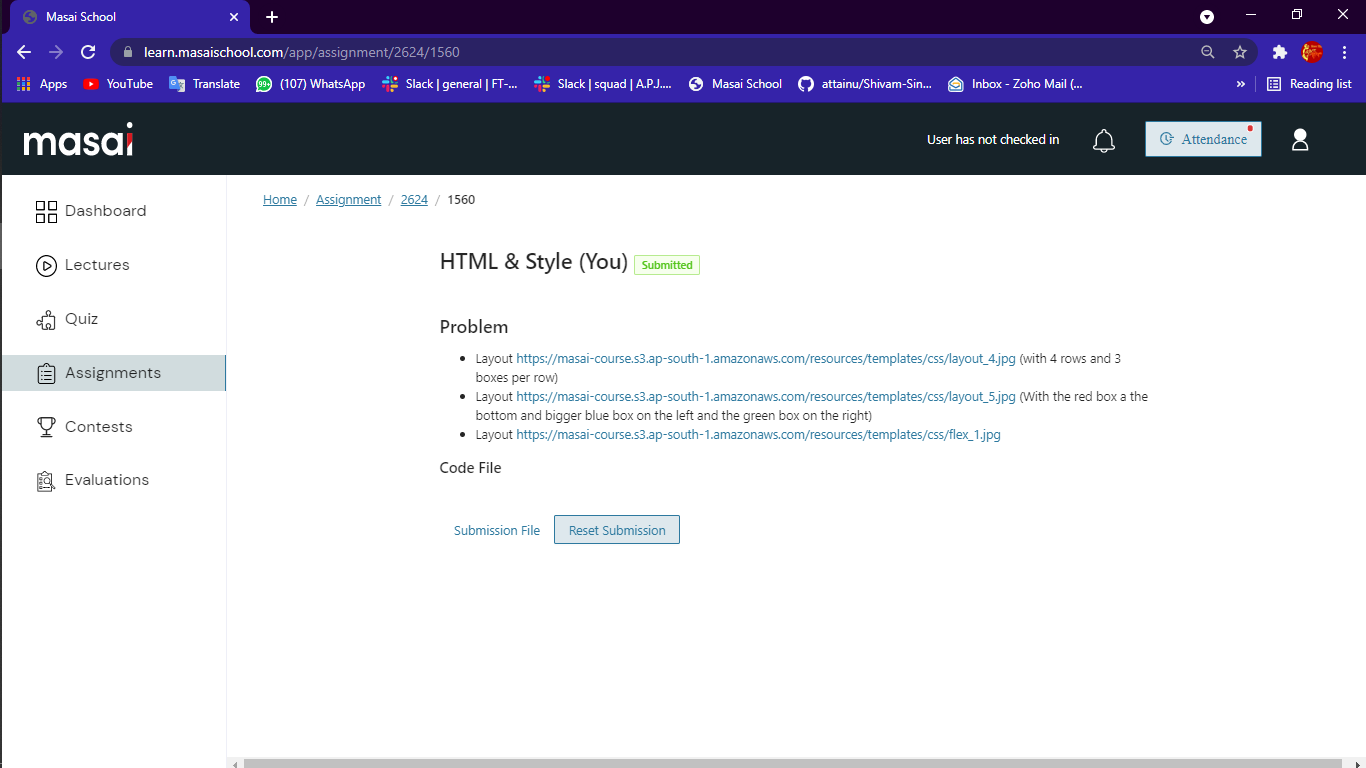 Masai School
learn.masaischool.com/app/assignment/2624/1560
Apps
YouTube
Translate
99+
(107) WhatsApp
Slack | general | FT-...
Slack | squad | A.P.J....
Masai School
attainu/Shivam-Sin...
Inbox - Zoho Mail (...
»
Reading list
masai
User has not checked in
Attendance
Dashboard
Lectures
Quiz
Assignments
Contests
Evaluations
Home / Assignment / 2624 / 1560
HTML & Style (You) Submitted
Problem
• Layout https://masai-course.s3.ap-south-1.amazonaws.com/resources/templates/css/layout_4.jpg (with 4 rows and 3
boxes per row)
• Layout https://masai-course.s3.ap-south-1.amazonaws.com/resources/templates/css/layout_5.jpg (With the red box a the
bottom and bigger blue box on the left and the green box on the right)
• Layout https://masai-course.s3.ap-south-1.amazonaws.com/resources/templates/css/flex_1.jpg
Code File
Submission File
Reset Submission